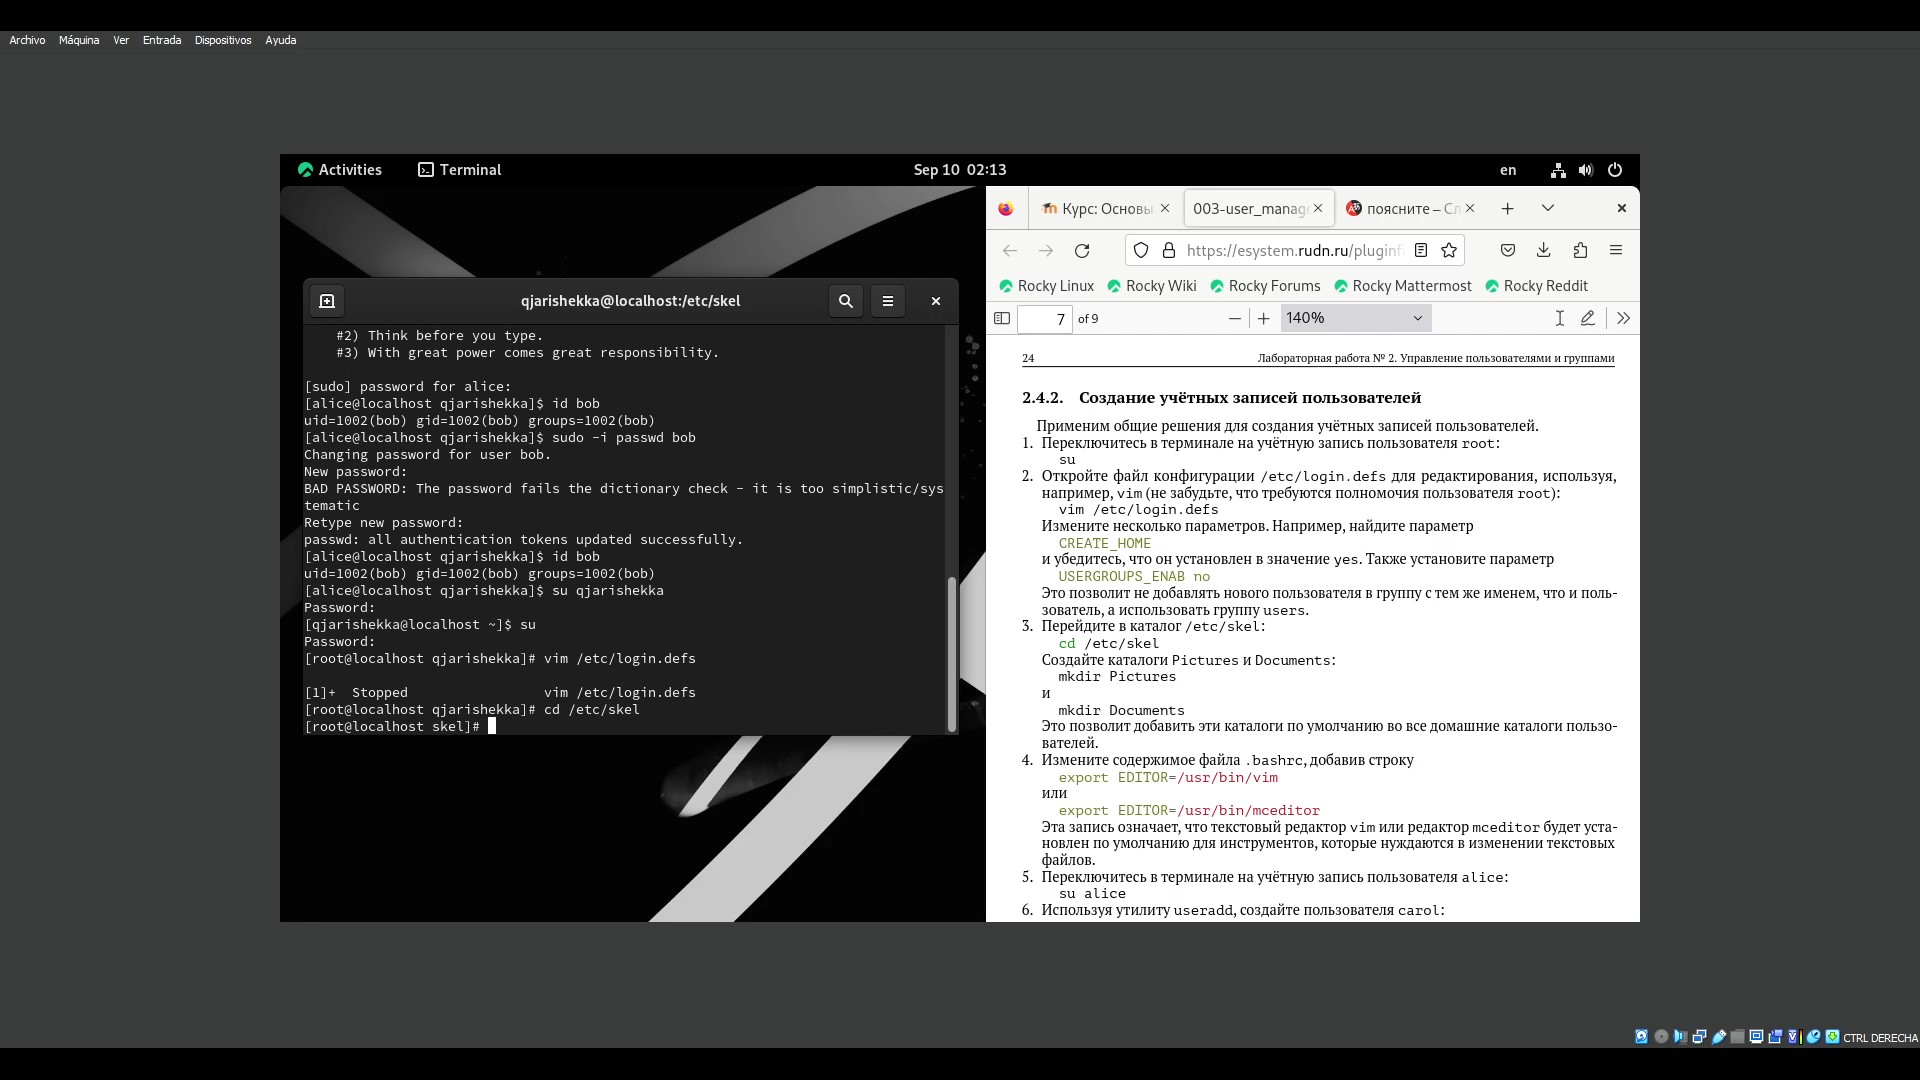 Archivo Máquina Ver Entrada Dispositivos Ayuda
Activities Terminal Sep 10 02:13 en
qjarishekka@localhost:/etc/skel
#2) Think before you type.
#3) With great power comes great responsibility.
[sudo] password for alice:
[alice@localhost qjarishekka]$ id bob
uid=1002(bob) gid=1002(bob) groups=1002(bob)
[alice@localhost qjarishekka]$ sudo -i passwd bob
Changing password for user bob.
New password:
BAD PASSWORD: The password fails the dictionary check - it is too simplistic/sys
tematic
Retype new password:
passwd: all authentication tokens updated successfully.
[alice@localhost qjarishekka]$ id bob
uid=1002(bob) gid=1002(bob) groups=1002(bob)
[alice@localhost qjarishekka]$ su qjarishekka
Password:
[qjarishekka@localhost ~]$ su
Password:
[root@localhost qjarishekka]# vim /etc/login.defs
[1]+ Stopped vim /etc/login.defs
[root@localhost qjarishekka]# cd /etc/skel
[root@localhost skel]#
Курс: Основы 003-user_manage поясните – Сл
https://esystem.rudn.ru/pluginf
Rocky Linux Rocky Wiki Rocky Forums Rocky Mattermost Rocky Reddit
7 of 9 140%
24 Лабораторная работа № 2. Управление пользователями и группами
2.4.2. Создание учётных записей пользователей
Применим общие решения для создания учётных записей пользователей.
1. Переключитесь в терминале на учётную запись пользователя root:
su
2. Откройте файл конфигурации /etc/login.defs для редактирования, используя,
например, vim (не забудьте, что требуются полномочия пользователя root):
vim /etc/login.defs
Измените несколько параметров. Например, найдите параметр
CREATE_HOME
и убедитесь, что он установлен в значение yes. Также установите параметр
USERGROUPS_ENAB no
Это позволит не добавлять нового пользователя в группу с тем же именем, что и поль-
зователь, а использовать группу users.
3. Перейдите в каталог /etc/skel:
cd /etc/skel
Создайте каталоги Pictures и Documents:
mkdir Pictures
и
mkdir Documents
Это позволит добавить эти каталоги по умолчанию во все домашние каталоги пользо-
вателей.
4. Измените содержимое файла .bashrc, добавив строку
export EDITOR=/usr/bin/vim
или
export EDITOR=/usr/bin/mceditor
Эта запись означает, что текстовый редактор vim или редактор mceditor будет уста-
новлен по умолчанию для инструментов, которые нуждаются в изменении текстовых
файлов.
5. Переключитесь в терминале на учётную запись пользователя alice:
su alice
6. Используя утилиту useradd, создайте пользователя carol:
CTRL DERECHA